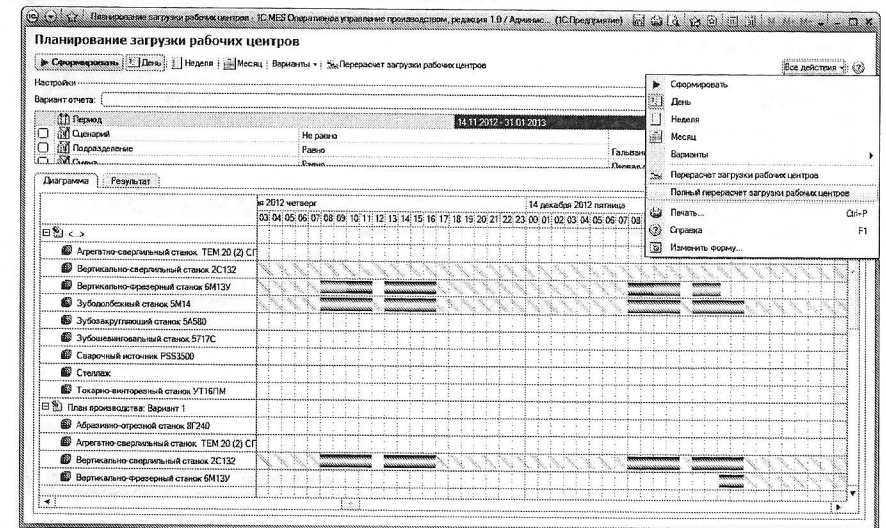 Планирование загрузки рабочих центров - 1С:MES Оперативное управление производством, редакция 1.0 / Админис... (1С:Предприятие)
M M+ M-
Планирование загрузки рабочих центров
Сформировать День Неделя Месяц Варианты Перерасчет загрузки рабочих центров
Все действия
Настройки
Вариант отчета:
Период 14.11.2012 - 31.01.2013
Сценарий Не равно
Подразделение Равно Гальван
Смена Равно Первая
Сформировать
День
Неделя
Месяц
Варианты
Перерасчет загрузки рабочих центров
Полный перерасчет загрузки рабочих центров
Печать... Ctrl+P
Справка F1
Изменить форму...
Диаграмма Результат
я 2012 четверг 14 декабря 2012 пятница
03 04 05 06 07 08 09 10 11 12 13 14 15 16 17 18 19 20 21 22 23 00 01 02 03 04 05 06 07 08
<...>
Агрегатно-сверлильный станок TEM 20 (2) СГ
Вертикально-сверлильный станок 2С132
Вертикально-фрезерный станок 6М13У
Зубодолбежный станок 5М14
Зубозакругляющий станок 5А580
Зубошевинговальный станок 5717С
Сварочный источник PSS3500
Стеллаж
Токарно-винторезный станок УТ16ПМ
План производства: Вариант 1
Абразивно-отрезной станок 8Г240
Агрегатно-сверлильный станок TEM 20 (2) СГ
Вертикально-сверлильный станок 2С132
Вертикально-фрезерный станок 6М13У